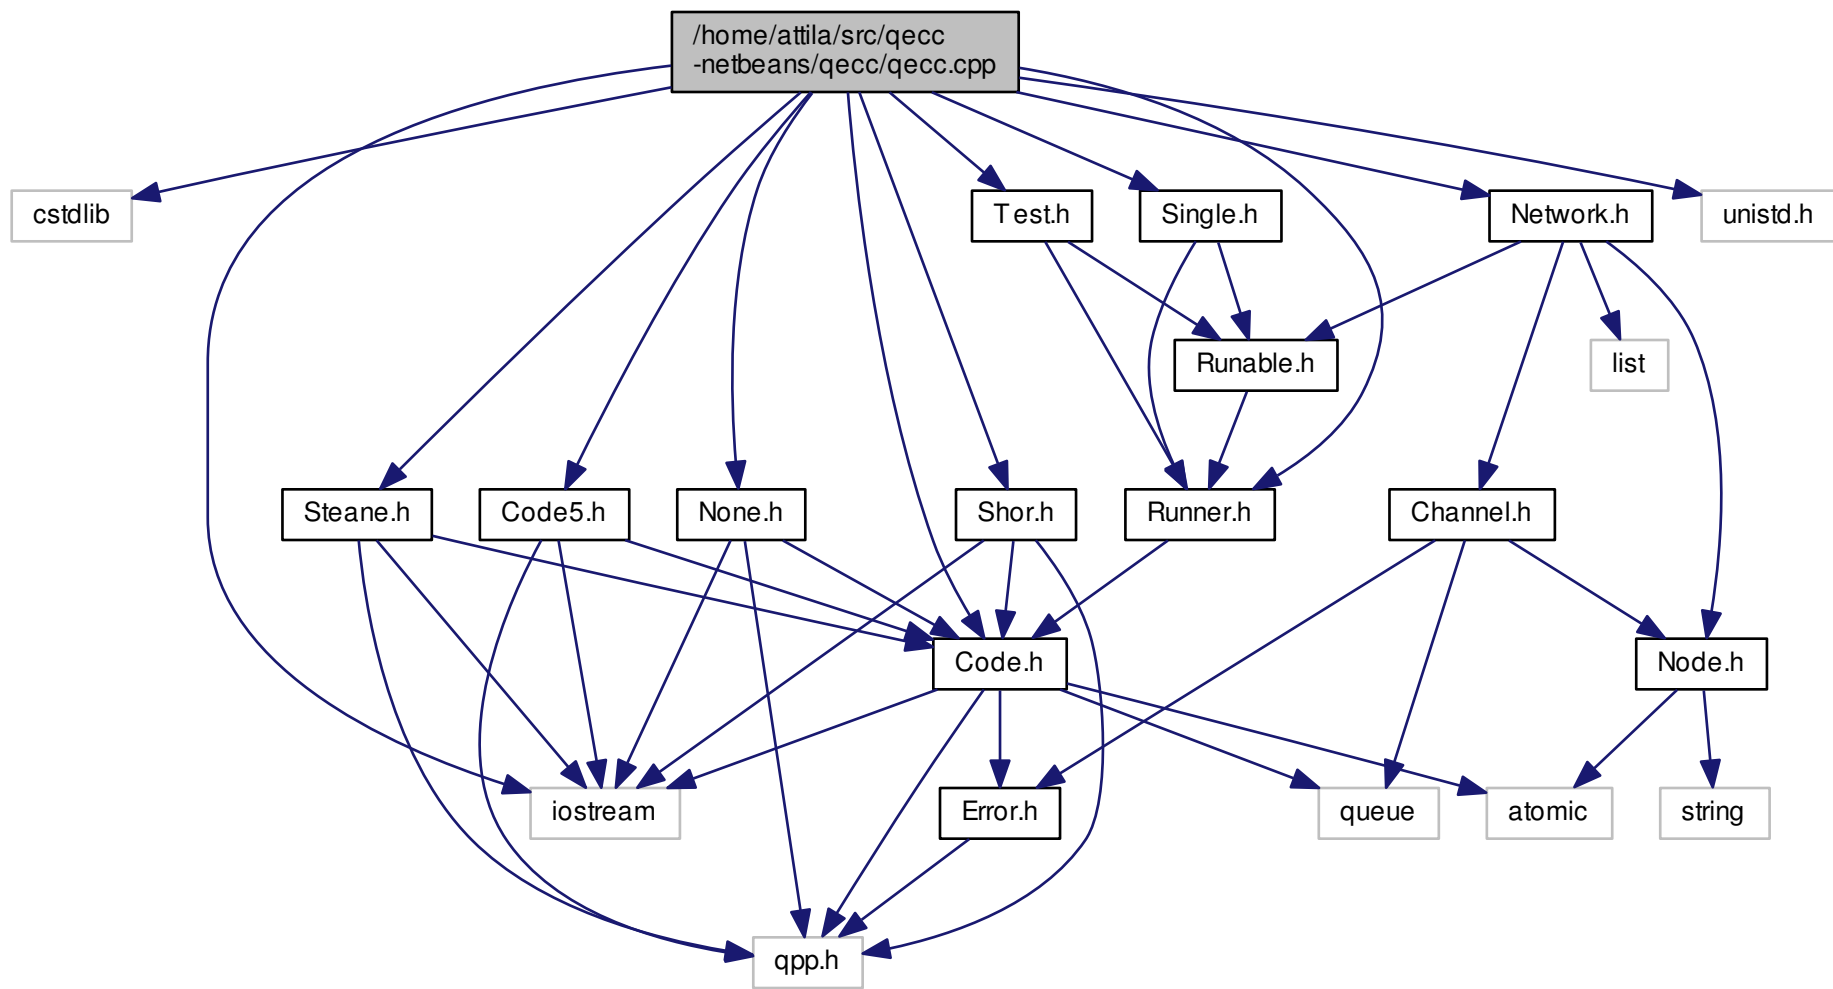 /home/attila/src/qecc
-netbeans/qecc/qecc.cpp
cstdlib
Test.h
Single.h
Network.h
unistd.h
Runable.h
list
Steane.h
Code5.h
None.h
Shor.h
Runner.h
Channel.h
Code.h
Node.h
iostream
Error.h
queue
atomic
string
qpp.h